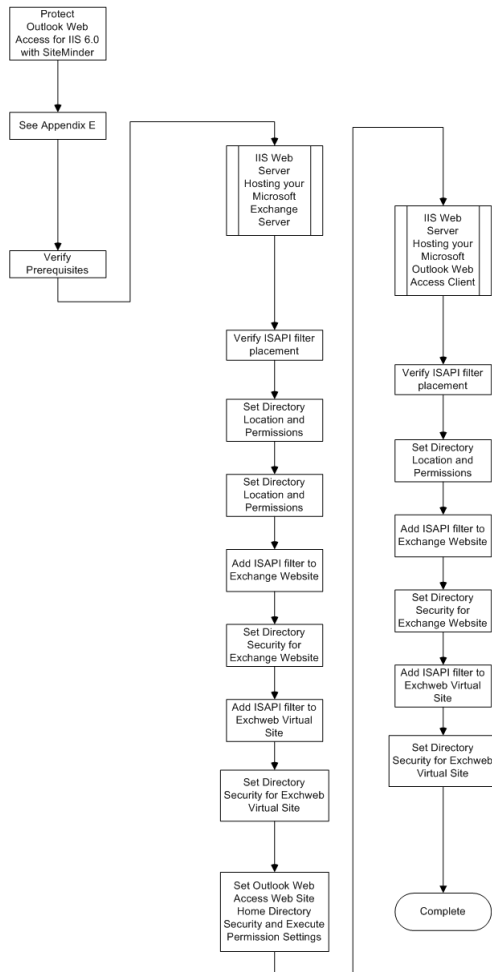 Protect
Outlook Web
Access for IIS 6.0
with SiteMinder
See Appendix E
Verify
Prerequisites
IIS Web
Server
Hosting your
Microsoft
Exchange
Server
Verify ISAPI filter
placement
Set Directory
Location and
Permissions
Set Directory
Location and
Permissions
Add ISAPI filter to
Exchange Website
Set Directory
Security for
Exchange Website
Add ISAPI filter to
Exchweb Virtual
Site
Set Directory
Security for Exchweb
Virtual Site
Set Outlook Web
Access Web Site
Home Directory
Security and Execute
Permission Settings
IIS Web
Server
Hosting your
Microsoft
Outlook Web
Access Client
Verify ISAPI filter
placement
Set Directory
Location and
Permissions
Add ISAPI filter to
Exchange Website
Set Directory
Security for
Exchange Website
Add ISAPI filter to
Exchweb Virtual
Site
Set Directory
Security for Exchweb
Virtual Site
Complete